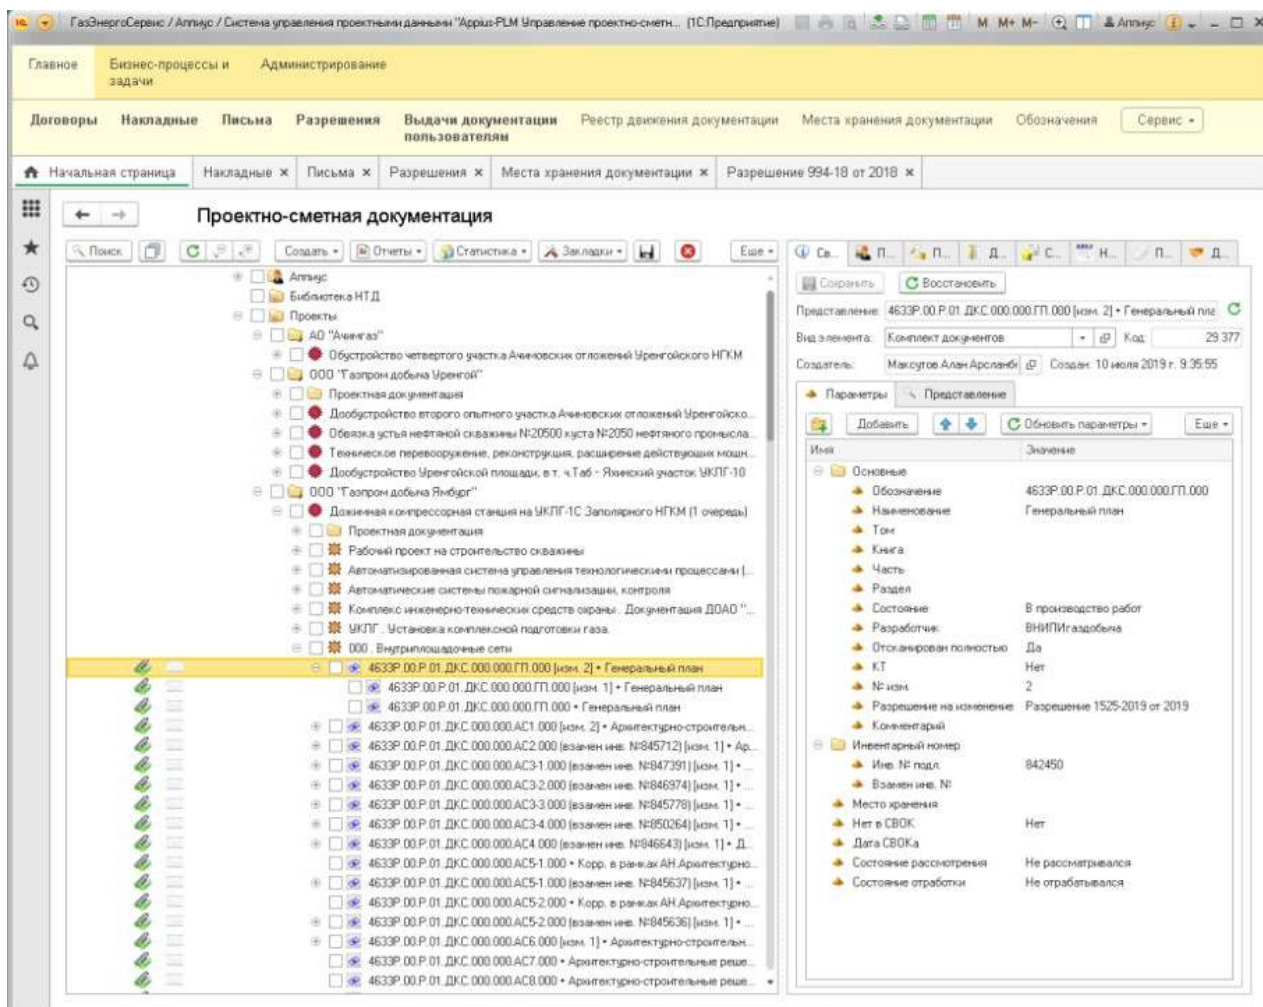 ГазЭнергоСервис / Аппиус / Система управления проектными данными "Appius-PLM Управление проектно-сметн... (1С:Предприятие)
M M+ M- Аппиус
Главное Бизнес-процессы и задачи Администрирование
Договоры Накладные Письма Разрешения Выдачи документации пользователям Реестр движения документации Места хранения документации Обозначения Сервис
Начальная страница Накладные × Письма × Разрешения × Места хранения документации × Разрешение 994-18 от 2018 ×
Проектно-сметная документация
Поиск Создать Отчеты Статистика Закладки Еще
Аппиус
Библиотека НТД
Проекты
АО "Ачимгаз"
Обустройство четвертого участка Ачимовских отложений Уренгойского НГКМ
ООО "Газпром добыча Уренгой"
Проектная документация
Дообустройство второго опытного участка Ачимовских отложений Уренгойско...
Обвязка устья нефтяной скважины №20500 куста №2050 нефтяного промысла...
Техническое перевооружение, реконструкция, расширение действующих мощн...
Дообустройство Уренгойской площади, в т. ч.Таб - Яхинский участок УКПГ-10
ООО "Газпром добыча Ямбург"
Дожимная компрессорная станция на УКПГ-1С Заполярного НГКМ (1 очередь)
Проектная документация
Рабочий проект на строительство скважины
Автоматизированная система управления технологическими процессами (...
Автоматические системы пожарной сигнализации, контроля
Комплекс инженерно-технических средств охраны . Документация ДОАО "...
УКПГ . Установка комплексной подготовки газа.
000 . Внутриплощадочные сети
4633Р.00.Р.01.ДКС.000.000.ГП.000 [изм. 2] • Генеральный план
4633Р.00.Р.01.ДКС.000.000.ГП.000 [изм. 1] • Генеральный план
4633Р.00.Р.01.ДКС.000.000.ГП.000 • Генеральный план
4633Р.00.Р.01.ДКС.000.000.АС1.000 [изм. 2] • Архитектурно-строительн...
4633Р.00.Р.01.ДКС.000.000.АС2.000 (взамен инв. №845712) [изм. 1] • Ар...
4633Р.00.Р.01.ДКС.000.000.АС3-1.000 (взамен инв. №847391) [изм. 1] • ...
4633Р.00.Р.01.ДКС.000.000.АС3-2.000 (взамен инв. №846974) [изм. 1] • ...
4633Р.00.Р.01.ДКС.000.000.АС3-3.000 (взамен инв. №845778) [изм. 1] • ...
4633Р.00.Р.01.ДКС.000.000.АС3-4.000 (взамен инв. №850264) [изм. 1] • ...
4633Р.00.Р.01.ДКС.000.000.АС4.000 (взамен инв. №846643) [изм. 1] • Д...
4633Р.00.Р.01.ДКС.000.000.АС5-1.000 • Корр. в рамках АН.Архитектурно...
4633Р.00.Р.01.ДКС.000.000.АС5-1.000 (взамен инв. №845637) [изм. 1] • ...
4633Р.00.Р.01.ДКС.000.000.АС5-2.000 • Корр. в рамках АН.Архитектурно...
4633Р.00.Р.01.ДКС.000.000.АС5-2.000 (взамен инв. №845636) [изм. 1] • ...
4633Р.00.Р.01.ДКС.000.000.АС6.000 [изм. 1] • Архитектурно-строительн...
4633Р.00.Р.01.ДКС.000.000.АС7.000 • Архитектурно-строительные реше...
4633Р.00.Р.01.ДКС.000.000.АС8.000 • Архитектурно-строительные реше...
Св... П... П... Д... С... Н... П... Д...
Сохранить Восстановить
Представление: 4633Р.00.Р.01.ДКС.000.000.ГП.000 [изм. 2] • Генеральный пла
Вид элемента: Комплект документов Код: 29 377
Создатель: Максутов Алан Арсланби Создан: 10 июля 2019 г. 9:35:55
Параметры Представление
Добавить Обновить параметры Еще
Имя Значение
Основные
Обозначение 4633Р.00.Р.01.ДКС.000.000.ГП.000
Наименование Генеральный план
Том
Книга
Часть
Раздел
Состояние В производство работ
Разработчик ВНИПИгаздобыча
Отсканирован полностью Да
КТ Нет
№ изм. 2
Разрешение на изменение Разрешение 1525-2019 от 2019
Комментарий
Инвентарный номер
Инв. № подл. 842450
Взамен инв. №
Место хранения
Нет в СВОК Нет
Дата СВОКа
Состояние рассмотрения Не рассматривался
Состояние отработки Не отрабатывался